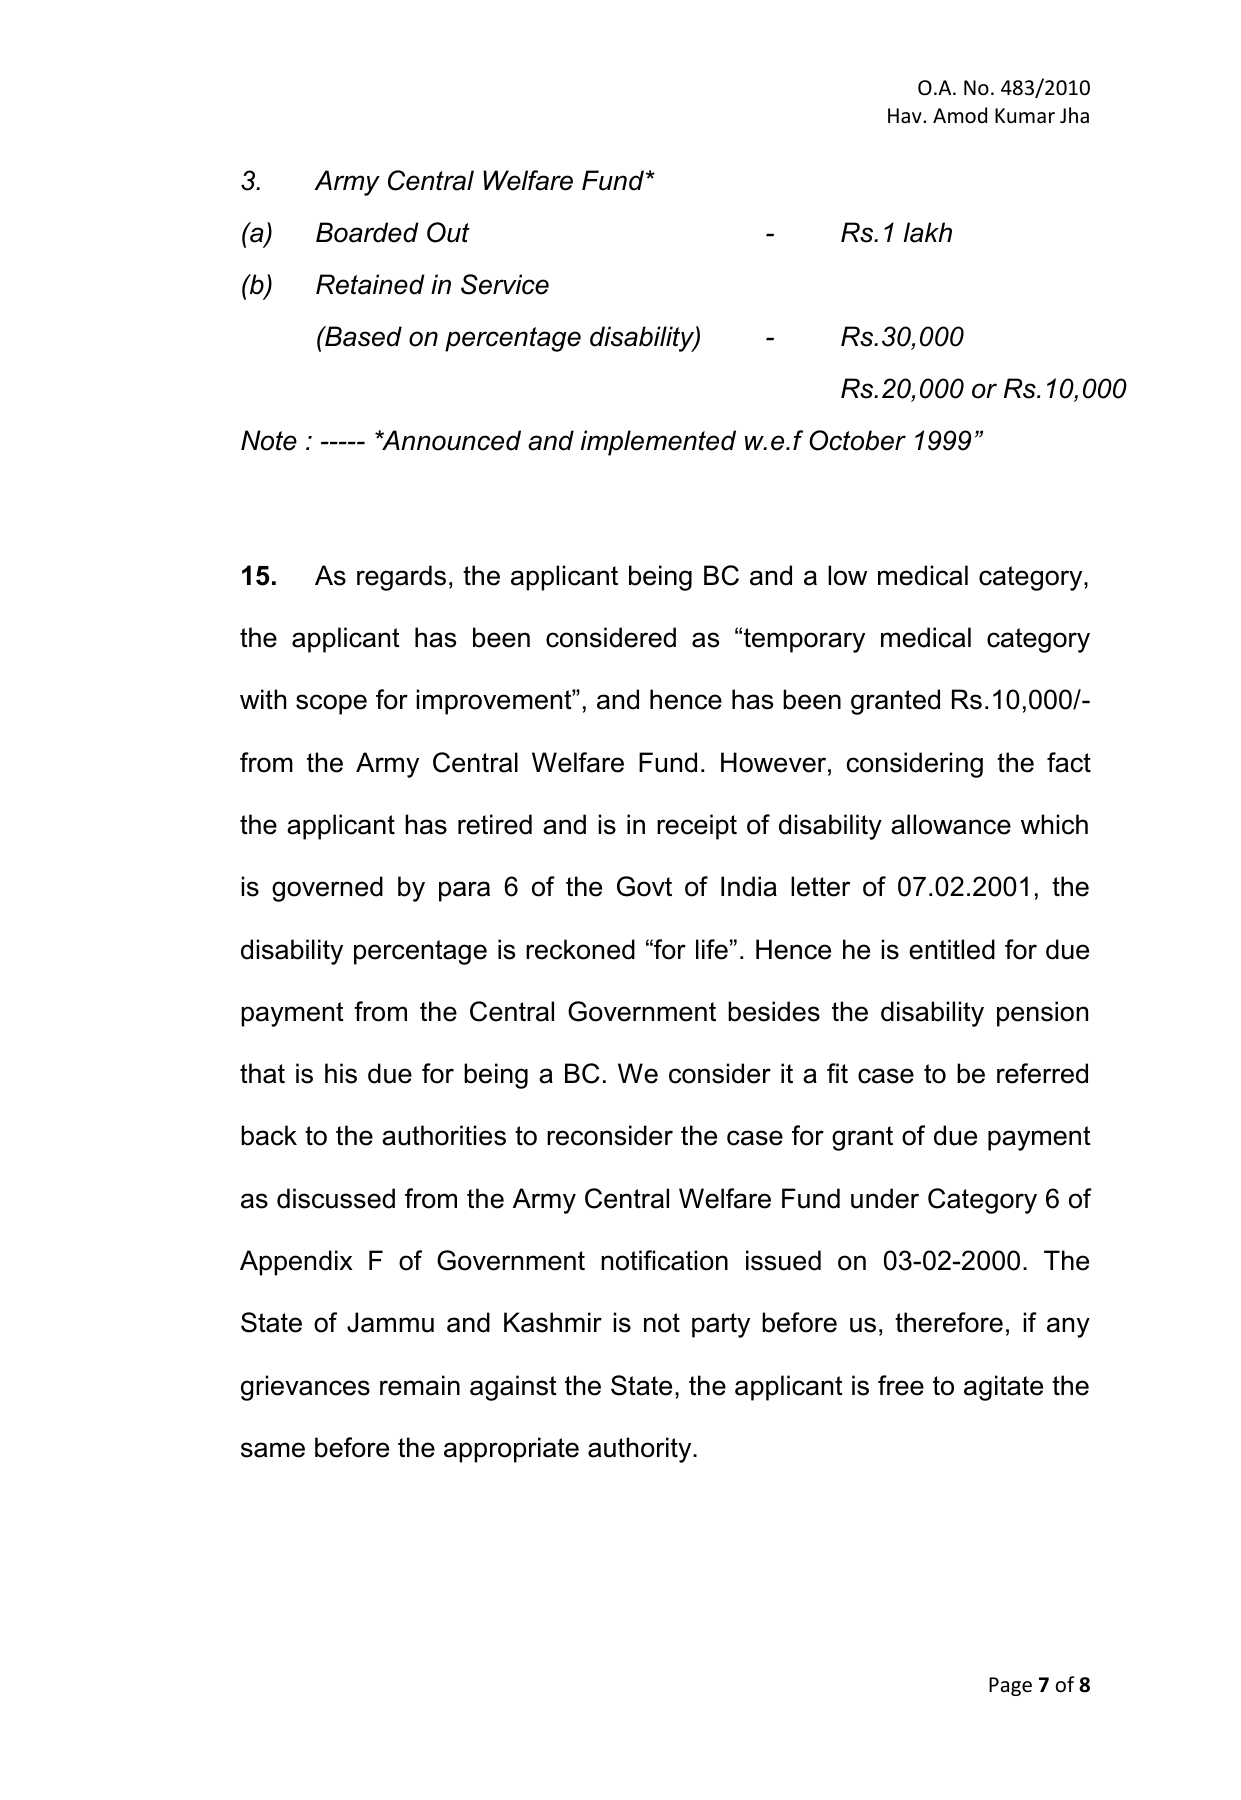 O.A. No. 483/2010
Hav. Amod Kumar Jha
3. Army Central Welfare Fund*
(a) Boarded Out - Rs.1 lakh
(b) Retained in Service
(Based on percentage disability) - Rs.30,000
Rs.20,000 or Rs.10,000
Note : ----- *Announced and implemented w.e.f October 1999”
15. As regards, the applicant being BC and a low medical category,
the applicant has been considered as “temporary medical category
with scope for improvement”, and hence has been granted Rs.10,000/-
from the Army Central Welfare Fund. However, considering the fact
the applicant has retired and is in receipt of disability allowance which
is governed by para 6 of the Govt of India letter of 07.02.2001, the
disability percentage is reckoned “for life”. Hence he is entitled for due
payment from the Central Government besides the disability pension
that is his due for being a BC. We consider it a fit case to be referred
back to the authorities to reconsider the case for grant of due payment
as discussed from the Army Central Welfare Fund under Category 6 of
Appendix F of Government notification issued on 03-02-2000. The
State of Jammu and Kashmir is not party before us, therefore, if any
grievances remain against the State, the applicant is free to agitate the
same before the appropriate authority.
Page 7 of 8